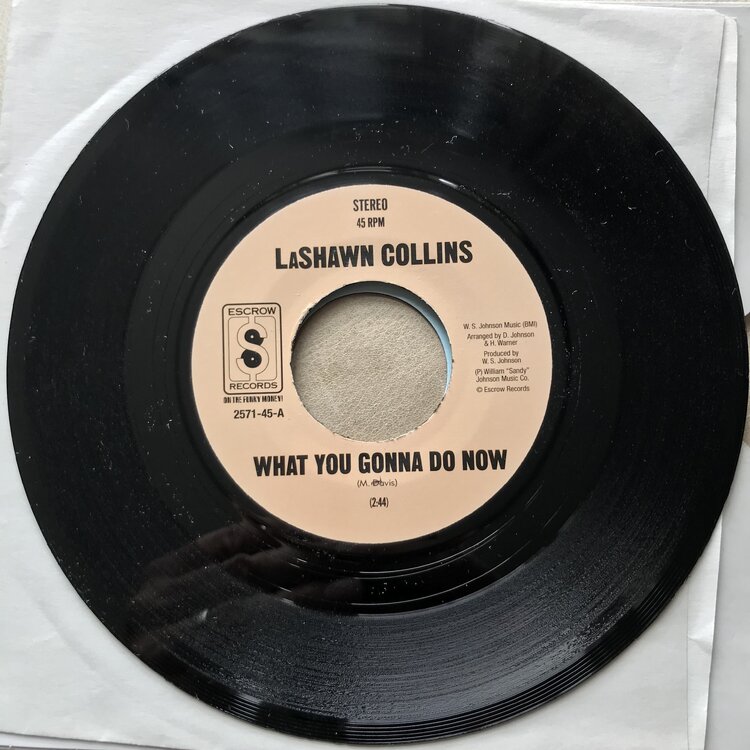 STEREO
45 RPM
LaSHAWN COLLINS
ESCROW
RECORDS
ON THE FUNKY MONEY!
2571-45-A
W. S. Johnson Music (BMI)
Arranged by D. Johnson
& H. Warner
Produced by
W. S. Johnson
(P) William "Sandy"
Johnson Music Co.
© Escrow Records
WHAT YOU GONNA DO NOW
(M. Davis)
(2:44)